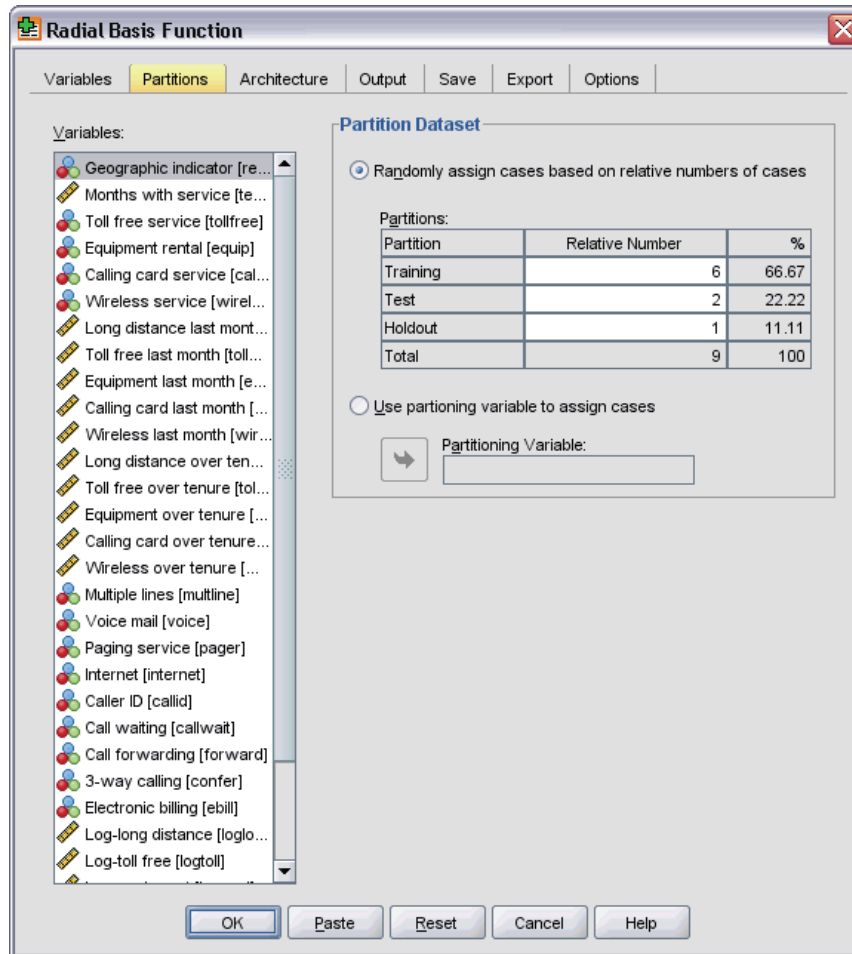 Radial Basis Function
Variables Partitions Architecture Output Save Export Options
Variables:
Geographic indicator [re...
Months with service [te...
Toll free service [tollfree]
Equipment rental [equip]
Calling card service [cal...
Wireless service [wirel...
Long distance last mont...
Toll free last month [toll...
Equipment last month [e...
Calling card last month [...
Wireless last month [wir...
Long distance over ten...
Toll free over tenure [tol...
Equipment over tenure [...
Calling card over tenure...
Wireless over tenure [...
Multiple lines [multline]
Voice mail [voice]
Paging service [pager]
Internet [internet]
Caller ID [callid]
Call waiting [callwait]
Call forwarding [forward]
3-way calling [confer]
Electronic billing [ebill]
Log-long distance [loglo...
Log-toll free [logtoll]
Partition Dataset
Randomly assign cases based on relative numbers of cases
Partitions:
Partition Relative Number %
Training 6 66.67
Test 2 22.22
Holdout 1 11.11
Total 9 100
Use partioning variable to assign cases
Partitioning Variable:
OK Paste Reset Cancel Help